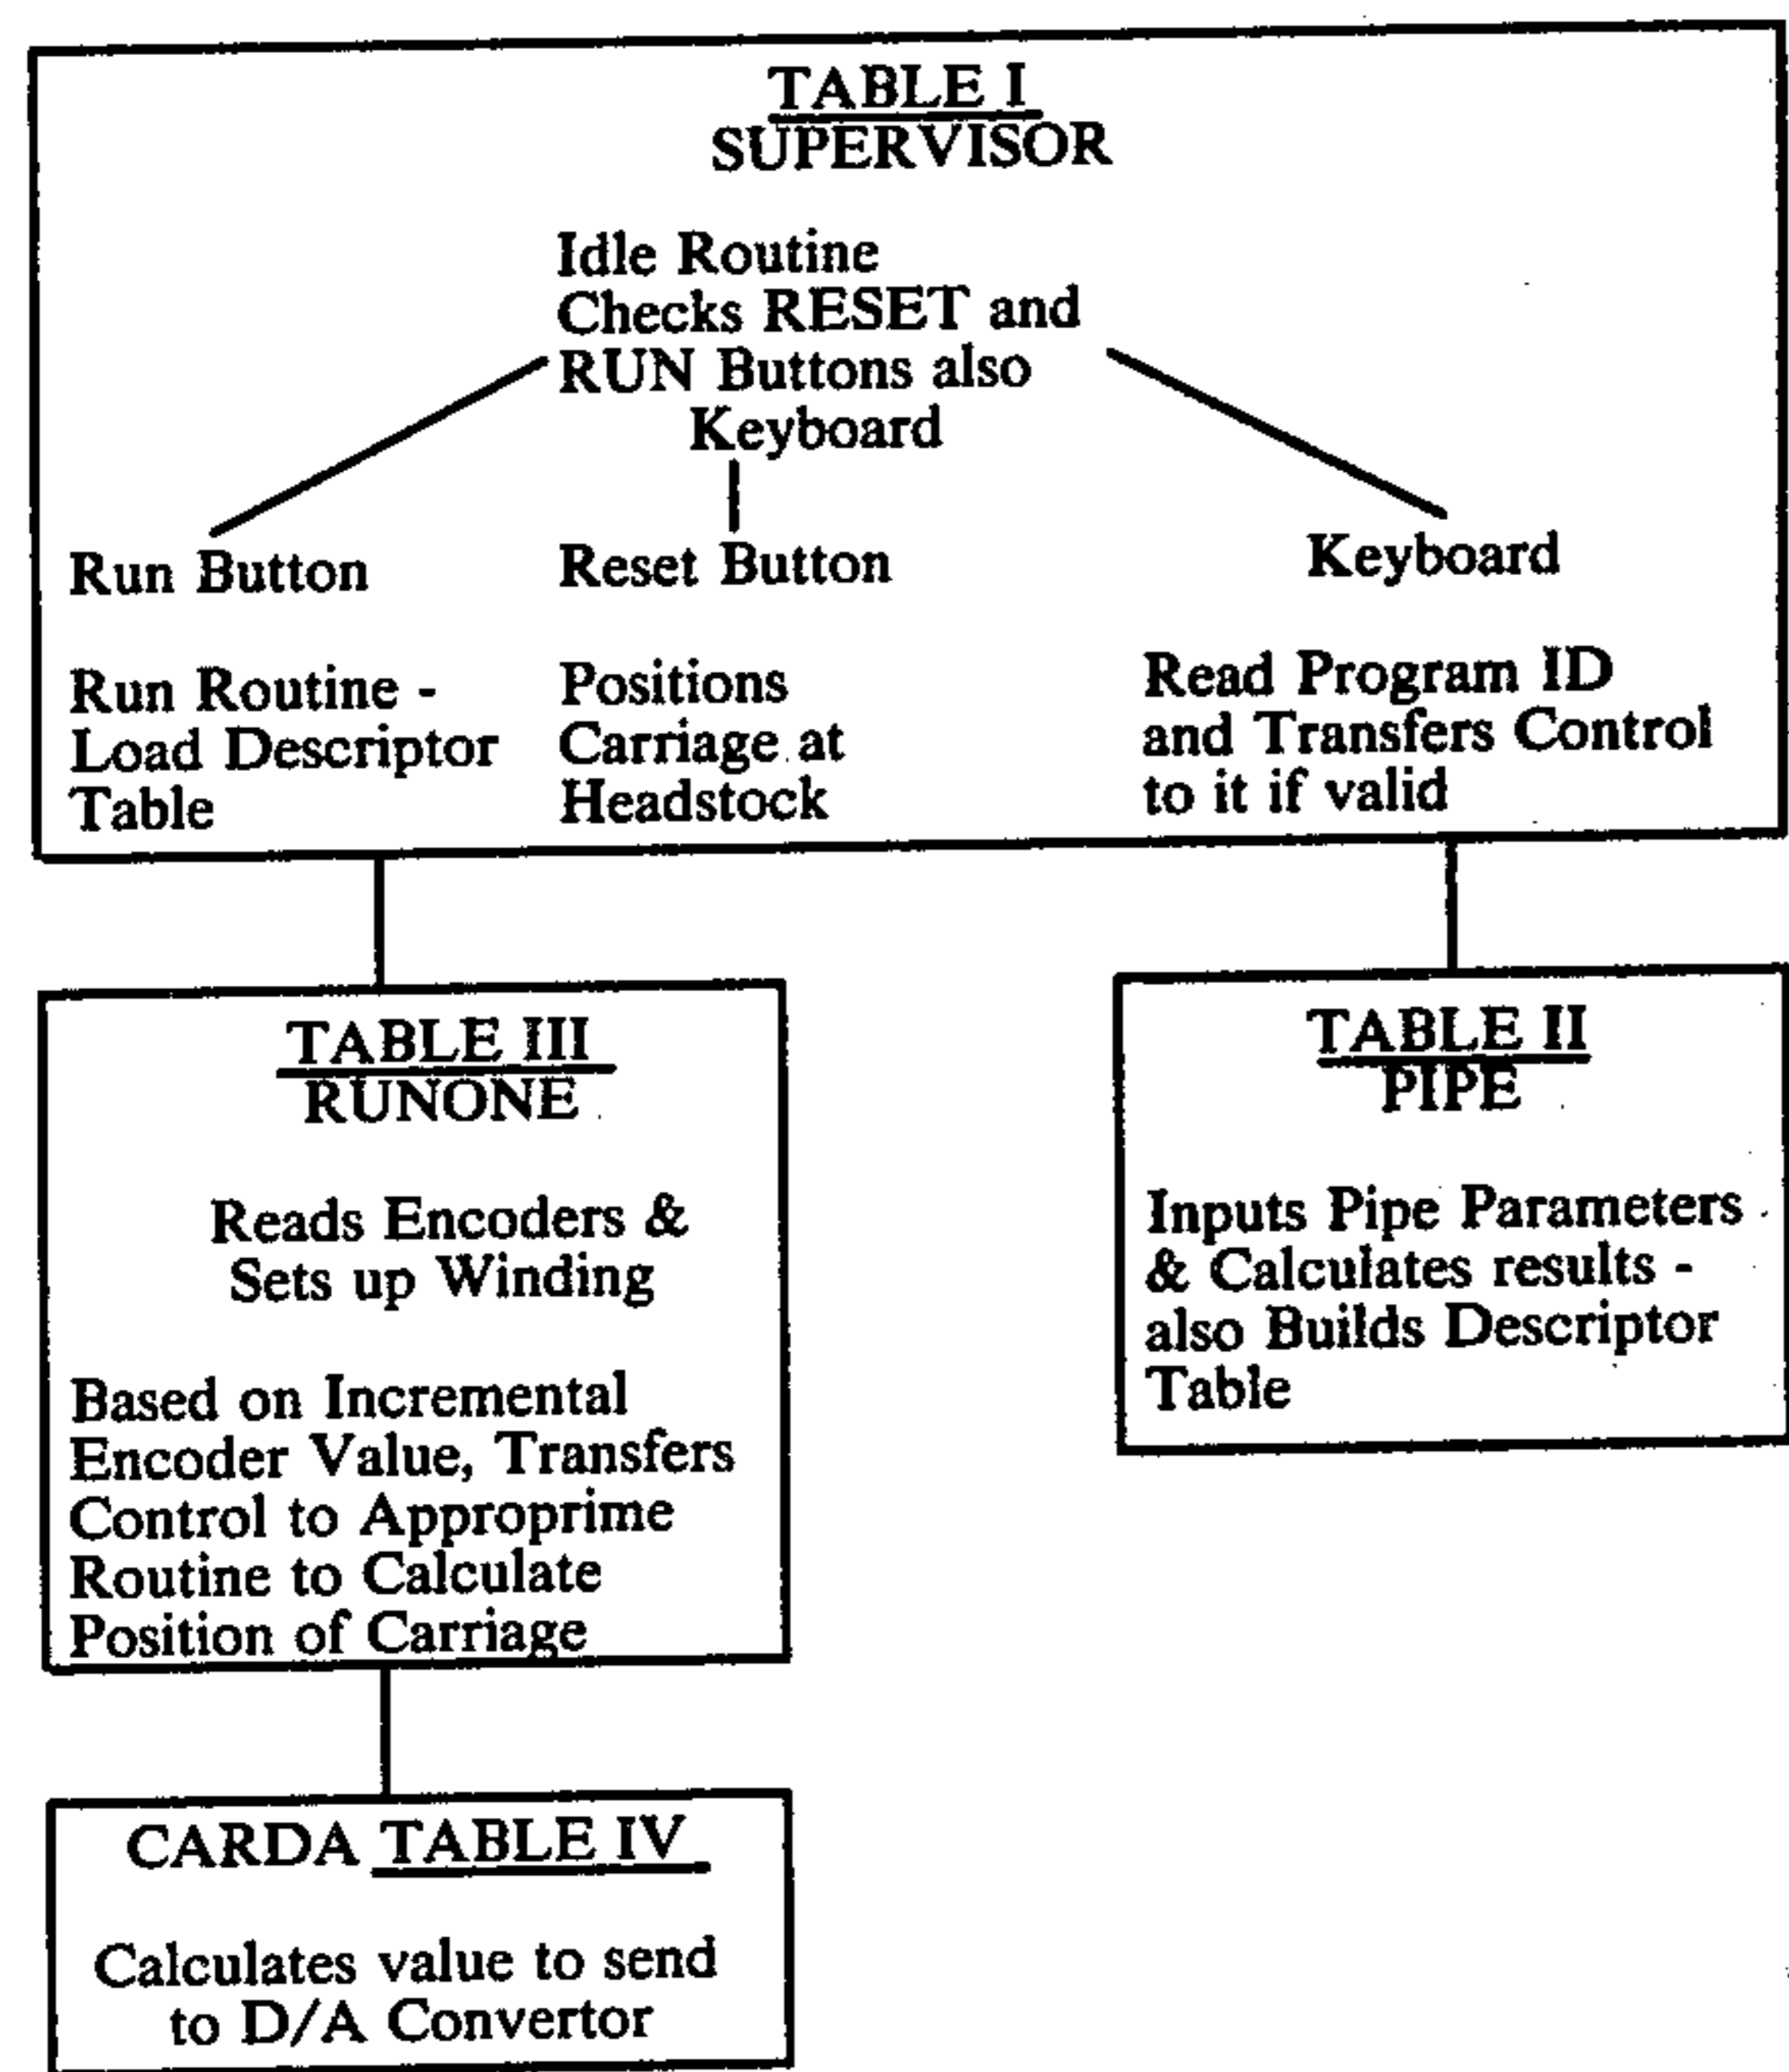 TABLE I
SUPERVISOR
Idle Routine
Checks RESET and
RUN Buttons also
Keyboard
Run Button
Reset Button
Keyboard
Run Routine -
Load Descriptor
Table
Positions
Carriage at
Headstock
Read Program ID
and Transfers Control
to it if valid
TABLE III
RUNONE
Reads Encoders &
Sets up Winding
Based on Incremental
Encoder Value, Transfers
Control to Approprime
Routine to Calculate
Position of Carriage
TABLE II
PIPE
Inputs Pipe Parameters
& Calculates results -
also Builds Descriptor
Table
CARDA TABLE IV
Calculates value to send
to D/A Convertor